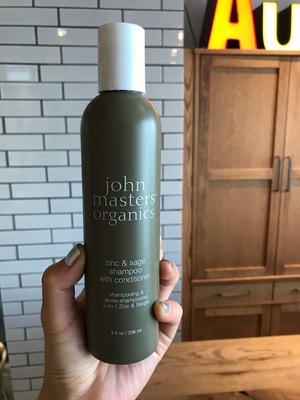 Au
john
masters
organics
zinc & sage
shampoo
with conditioner
shampooing &
après-shampooing
2 en 1 Zinc & Sauge
8 fl oz / 236 ml